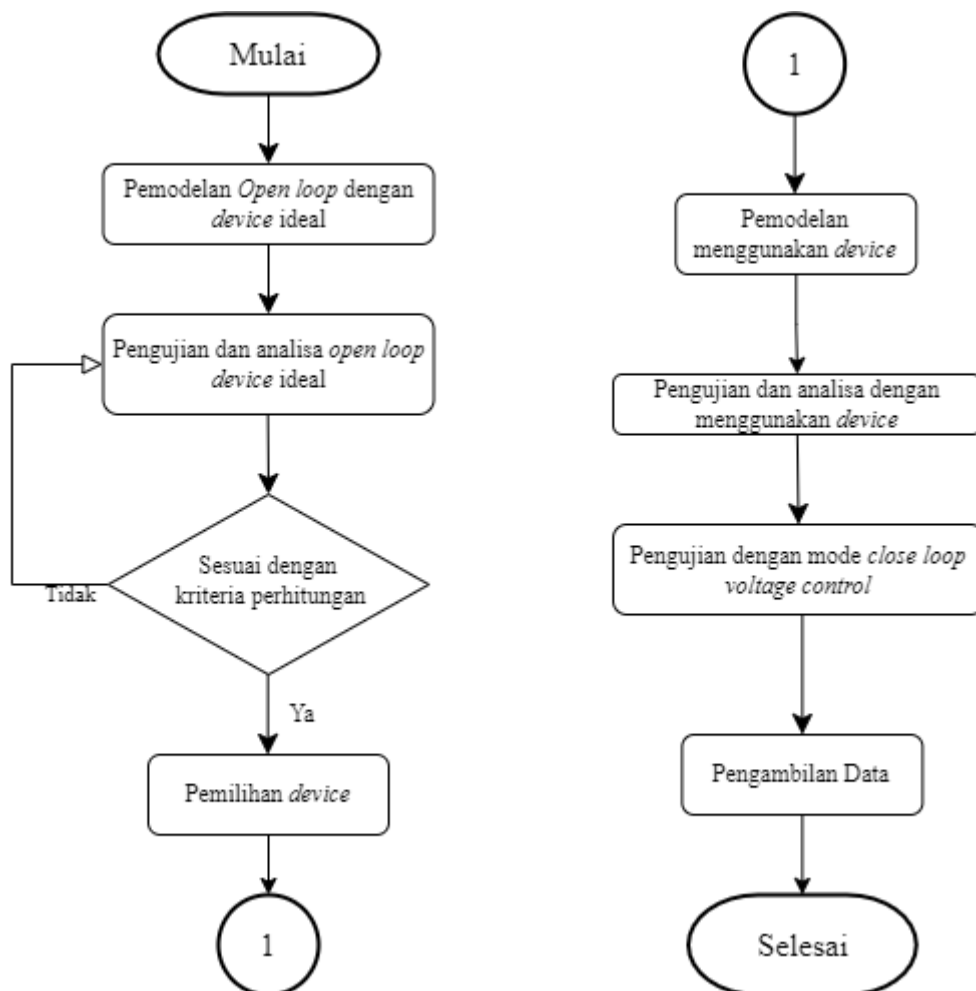 Mulai
Pemodelan Open loop dengan
device ideal
Pengujian dan analisa open loop
device ideal
Sesuai dengan
kriteria perhitungan
Tidak
Ya
Pemilihan device
1
1
Pemodelan
menggunakan device
Pengujian dan analisa dengan
menggunakan device
Pengujian dengan mode close loop
voltage control
Pengambilan Data
Selesai